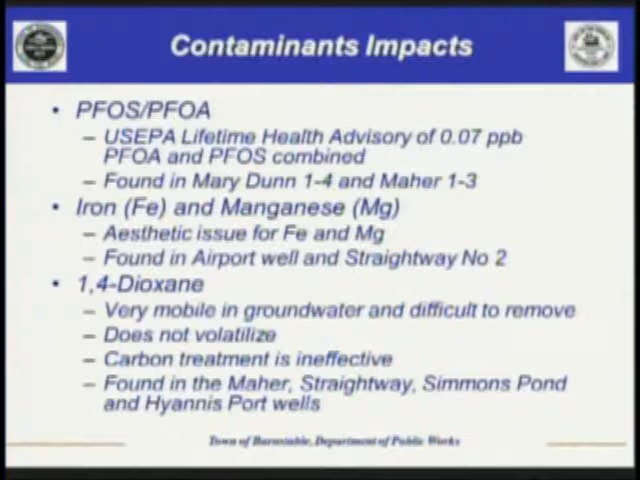 Contaminants Impacts
• PFOS/PFOA
– USEPA Lifetime Health Advisory of 0.07 ppb
PFOA and PFOS combined
– Found in Mary Dunn 1-4 and Maher 1-3
• Iron (Fe) and Manganese (Mg)
– Aesthetic issue for Fe and Mg
– Found in Airport well and Straightway No 2
• 1,4-Dioxane
– Very mobile in groundwater and difficult to remove
– Does not volatilize
– Carbon treatment is ineffective
– Found in the Maher, Straightway, Simmons Pond
and Hyannis Port wells
Town of Barnstable, Department of Public Works